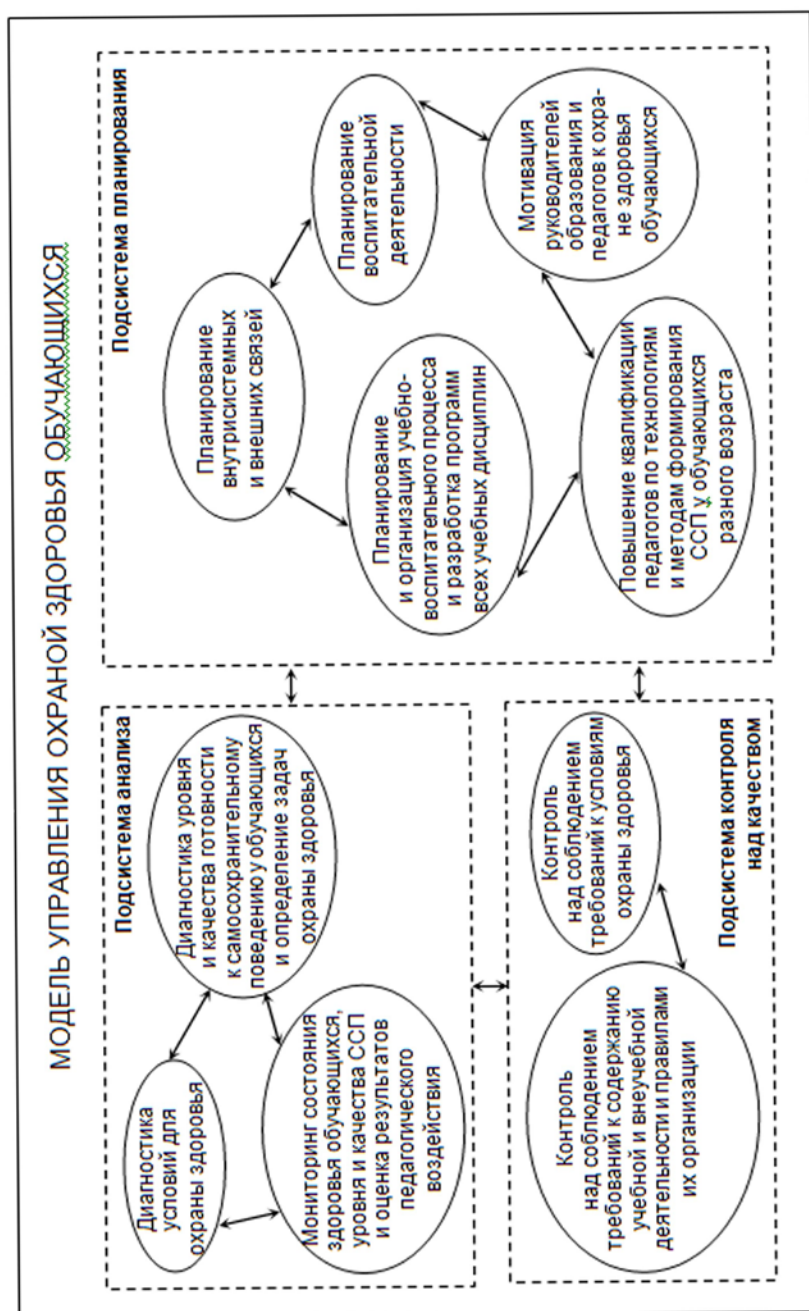 МОДЕЛЬ УПРАВЛЕНИЯ ОХРАНОЙ ЗДОРОВЬЯ ОБУЧАЮЩИХСЯ
Подсистема анализа
Диагностика
условий для
охраны здоровья
Диагностика уровня
и качества готовности
к самосохранительному
поведению у обучающихся
и определение задач
охраны здоровья
Мониторинг состояния
здоровья обучающихся,
уровня и качества ССП
и оценка результатов
педагогического
воздействия
Подсистема планирования
Планирование
внутрисистемных
и внешних связей
Планирование
воспитательной
деятельности
Планирование
и организация учебно-
воспитательного процесса
и разработка программ
всех учебных дисциплин
Мотивация
руководителей
образования и
педагогов к охра-
не здоровья
обучающихся
Повышение квалификации
педагогов по технологиям
и методам формирования
ССП у обучающихся
разного возраста
Контроль
над соблюдением
требований к содержанию
учебной и внеучебной
деятельности и правилами
их организации
Контроль
над соблюдением
требований к условиям
охраны здоровья
Подсистема контроля
над качеством